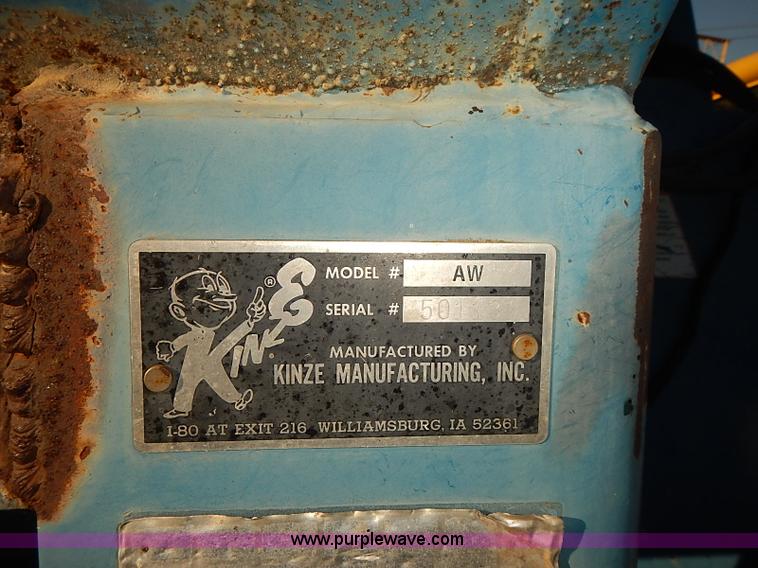 KINZE ®
MODEL # AW
SERIAL #
MANUFACTURED BY
KINZE MANUFACTURING, INC.
I-80 AT EXIT 216 WILLIAMSBURG, IA 52361
www.purplewave.com